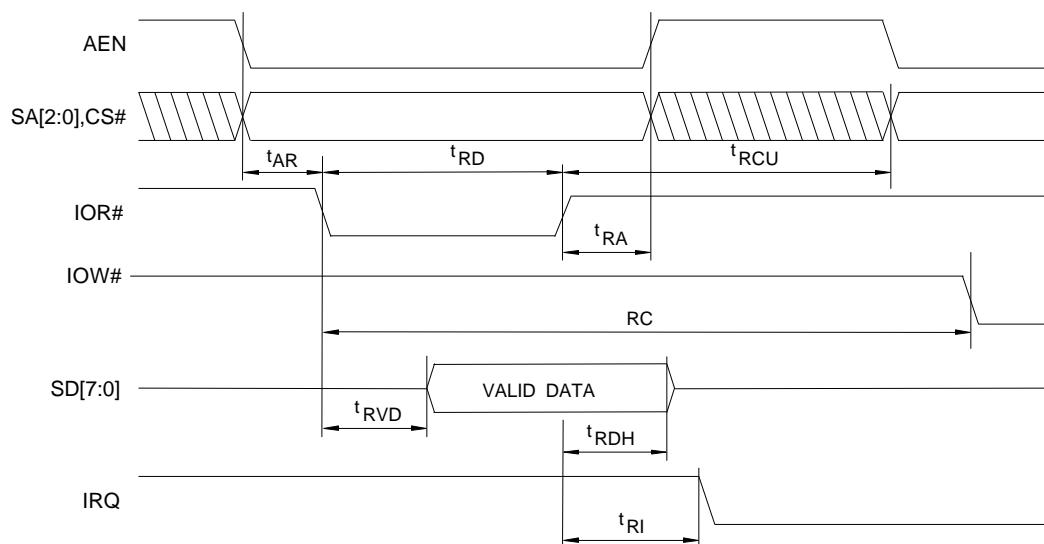 AEN
SA[2:0],CS#
tAR
tRD
tRCU
IOR#
tRA
IOW#
RC
SD[7:0]
VALID DATA
tRVD
tRDH
IRQ
tRI